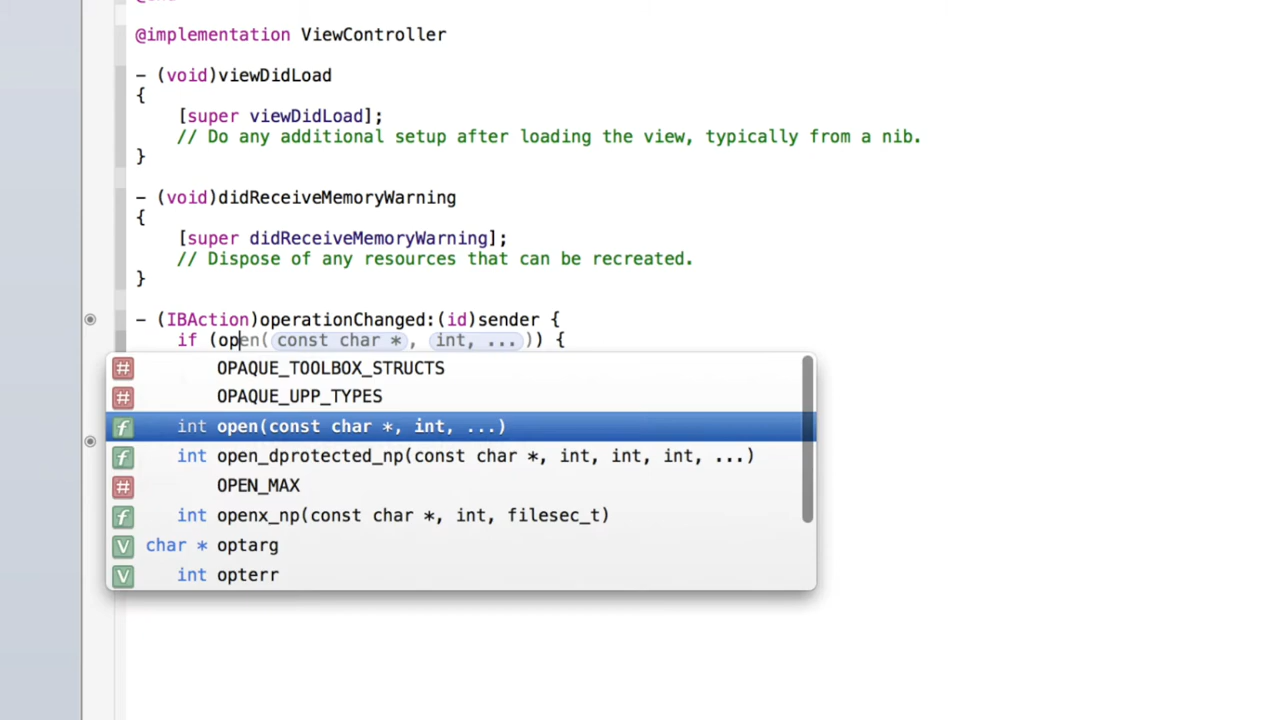 @implementation ViewController
- (void)viewDidLoad
{
[super viewDidLoad];
// Do any additional setup after loading the view, typically from a nib.
}
- (void)didReceiveMemoryWarning
{
[super didReceiveMemoryWarning];
// Dispose of any resources that can be recreated.
}
- (IBAction)operationChanged:(id)sender {
if (open(const char *, int, ...)) {
# OPAQUE_TOOLBOX_STRUCTS
# OPAQUE_UPP_TYPES
f int open(const char *, int, ...)
f int open_dprotected_np(const char *, int, int, int, ...)
# OPEN_MAX
f int openx_np(const char *, int, filesec_t)
V char * optarg
V int opterr